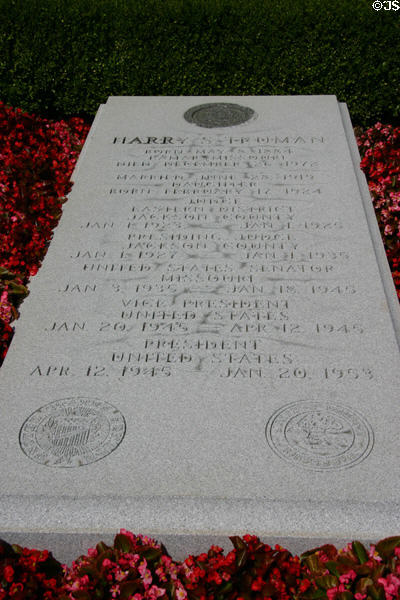 ©JS
HARRY S. TRUMAN
BORN MAY 8, 1884
LAMAR, MISSOURI
DIED DECEMBER 26, 1972
MARRIED JUNE 28, 1919
DAUGHTER
BORN FEBRUARY 17, 1924
JUDGE
EASTERN DISTRICT
JACKSON COUNTY
JAN. 1, 1923 — JAN. 1, 1925
PRESIDING JUDGE
JACKSON COUNTY
JAN. 1, 1927 — JAN. 1, 1935
UNITED STATES SENATOR
MISSOURI
JAN. 3, 1935 — JAN. 18, 1945
VICE PRESIDENT
UNITED STATES
JAN. 20, 1945 — APR. 12, 1945
PRESIDENT
UNITED STATES
APR. 12, 1945 — JAN. 20, 1953